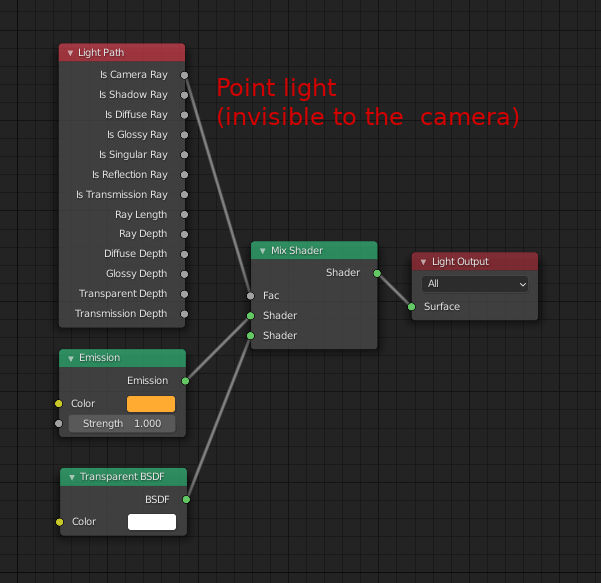 Light Path
Is Camera Ray
Is Shadow Ray
Is Diffuse Ray
Is Glossy Ray
Is Singular Ray
Is Reflection Ray
Is Transmission Ray
Ray Length
Ray Depth
Diffuse Depth
Glossy Depth
Transparent Depth
Transmission Depth
Point light
(invisible to the  camera)
Mix Shader
Shader
Fac
Shader
Shader
Light Output
All
Surface
Emission
Emission
Color
Strength 1.000
Transparent BSDF
BSDF
Color